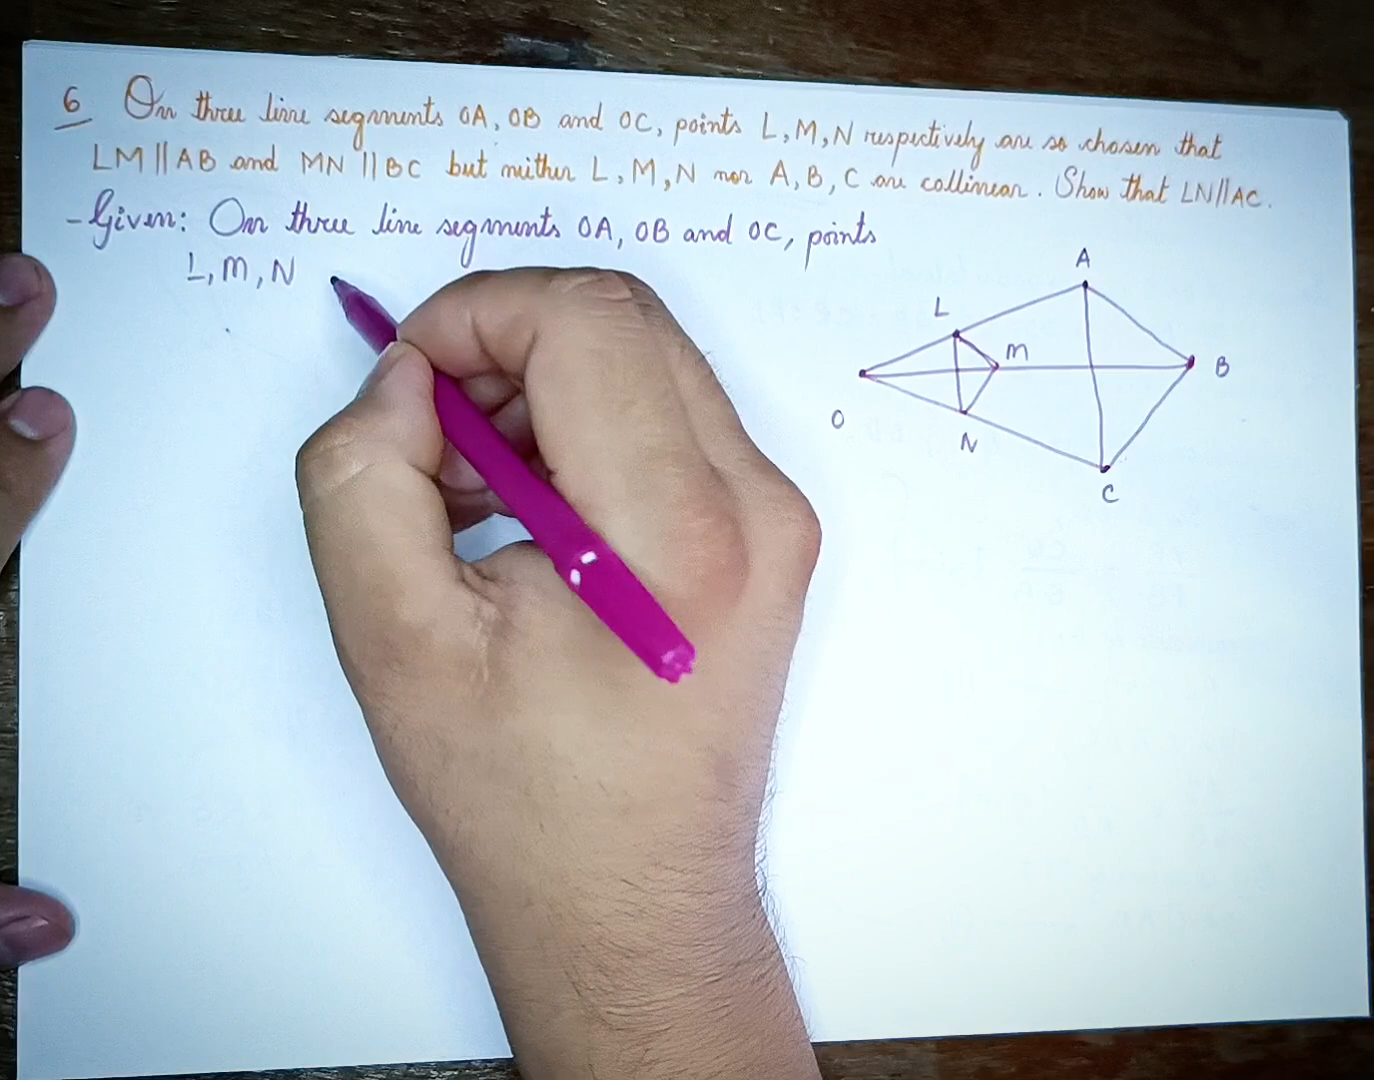 6 On three line segments OA, OB and OC, points L, M, N respectively are so chosen that
LM || AB and MN || BC but neither L, M, N nor A, B, C are collinear. Show that LN || AC.
- Given: On three line segments OA, OB and OC, points
L, M, N
A
L
M
B
O
N
C